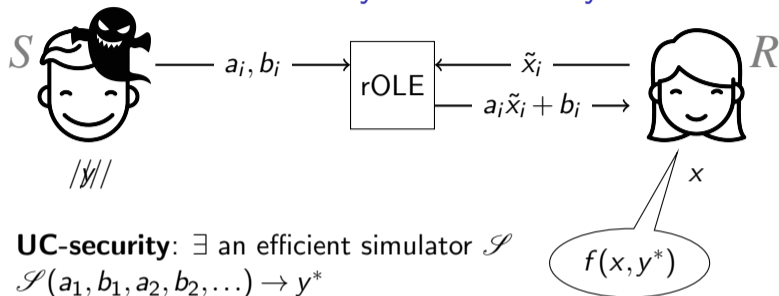 S
a_i, b_i
rOLE
x̃_i
a_i x̃_i + b_i
R
y
x
UC-security: ∃ an efficient simulator 𝒮
𝒮(a_1, b_1, a_2, b_2, ...) → y*
f(x, y*)